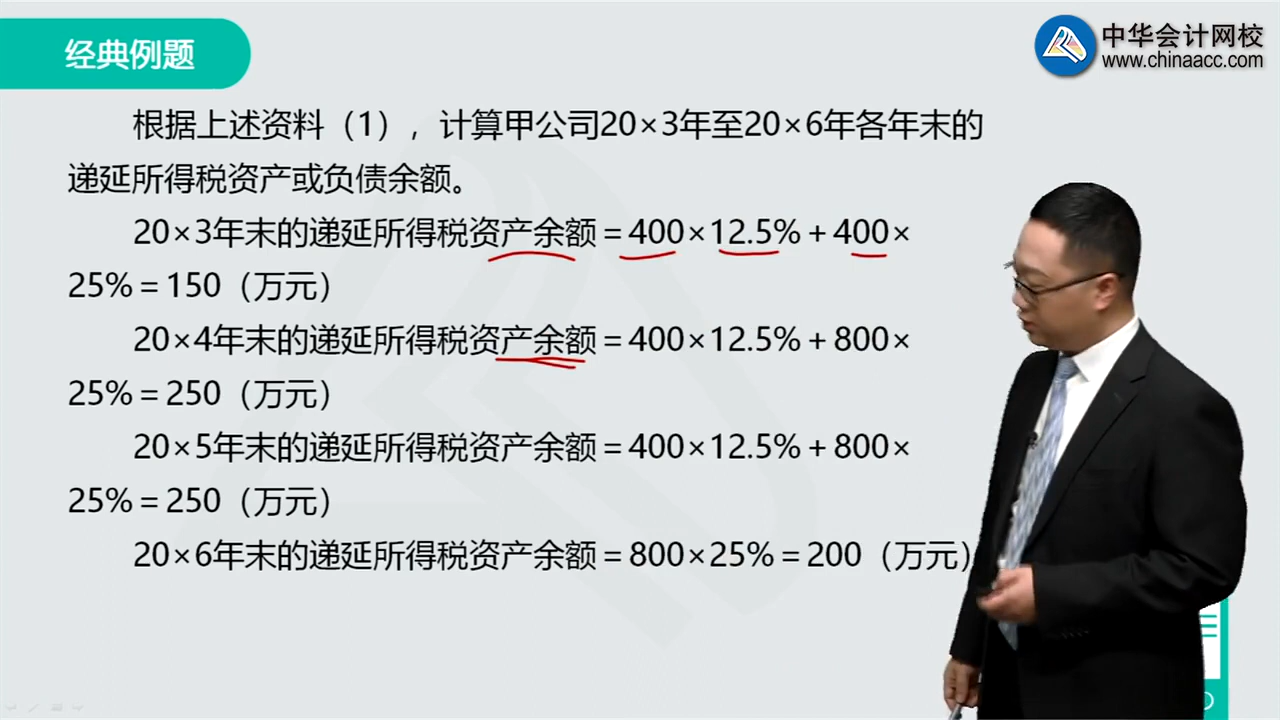 经典例题
中华会计网校
www.chinaacc.com
根据上述资料（1），计算甲公司20×3年至20×6年各年末的
递延所得税资产或负债余额。
20×3年末的递延所得税资产余额＝400×12.5%＋400×
25%＝150（万元）
20×4年末的递延所得税资产余额＝400×12.5%＋800×
25%＝250（万元）
20×5年末的递延所得税资产余额＝400×12.5%＋800×
25%＝250（万元）
20×6年末的递延所得税资产余额＝800×25%＝200（万元）